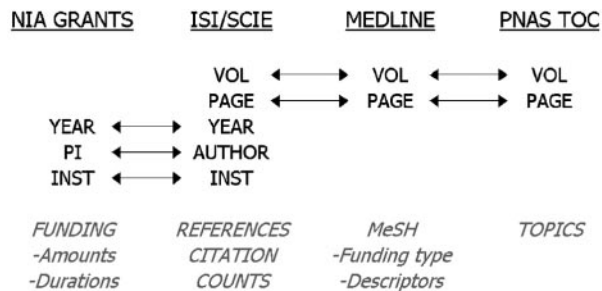 NIA GRANTS ISI/SCIE MEDLINE PNAS TOC
VOL VOL VOL
PAGE PAGE PAGE
YEAR YEAR
PI AUTHOR
INST INST
FUNDING REFERENCES MeSH TOPICS
-Amounts CITATION -Funding type
-Durations COUNTS -Descriptors